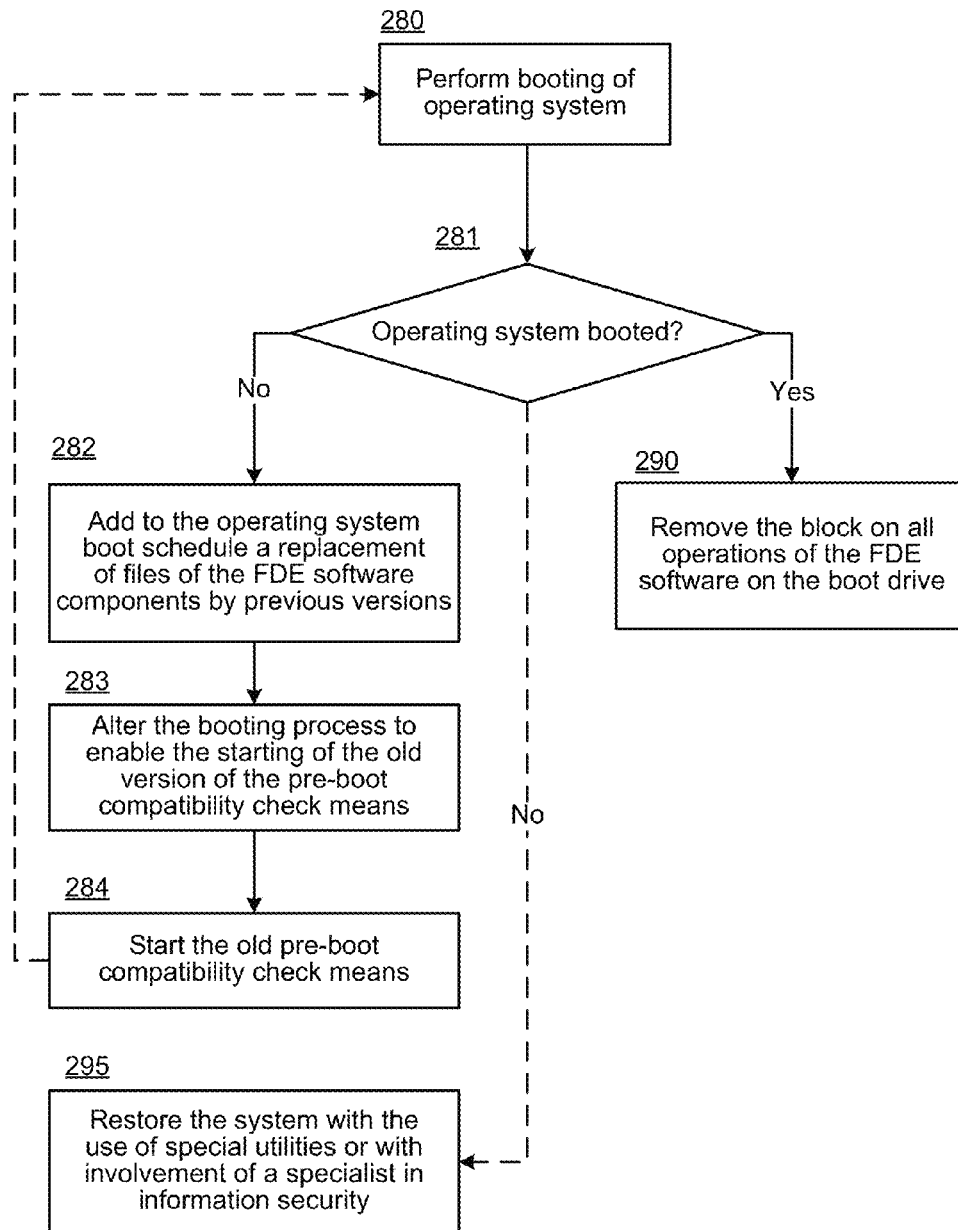 280
Perform booting of
operating system
281
Operating system booted?
No
Yes
282
Add to the operating system
boot schedule a replacement
of files of the FDE software
components by previous versions
290
Remove the block on all
operations of the FDE
software on the boot drive
283
Alter the booting process to
enable the starting of the old
version of the pre-boot
compatibility check means
No
284
Start the old pre-boot
compatibility check means
295
Restore the system with the
use of special utilities or with
involvement of a specialist in
information security